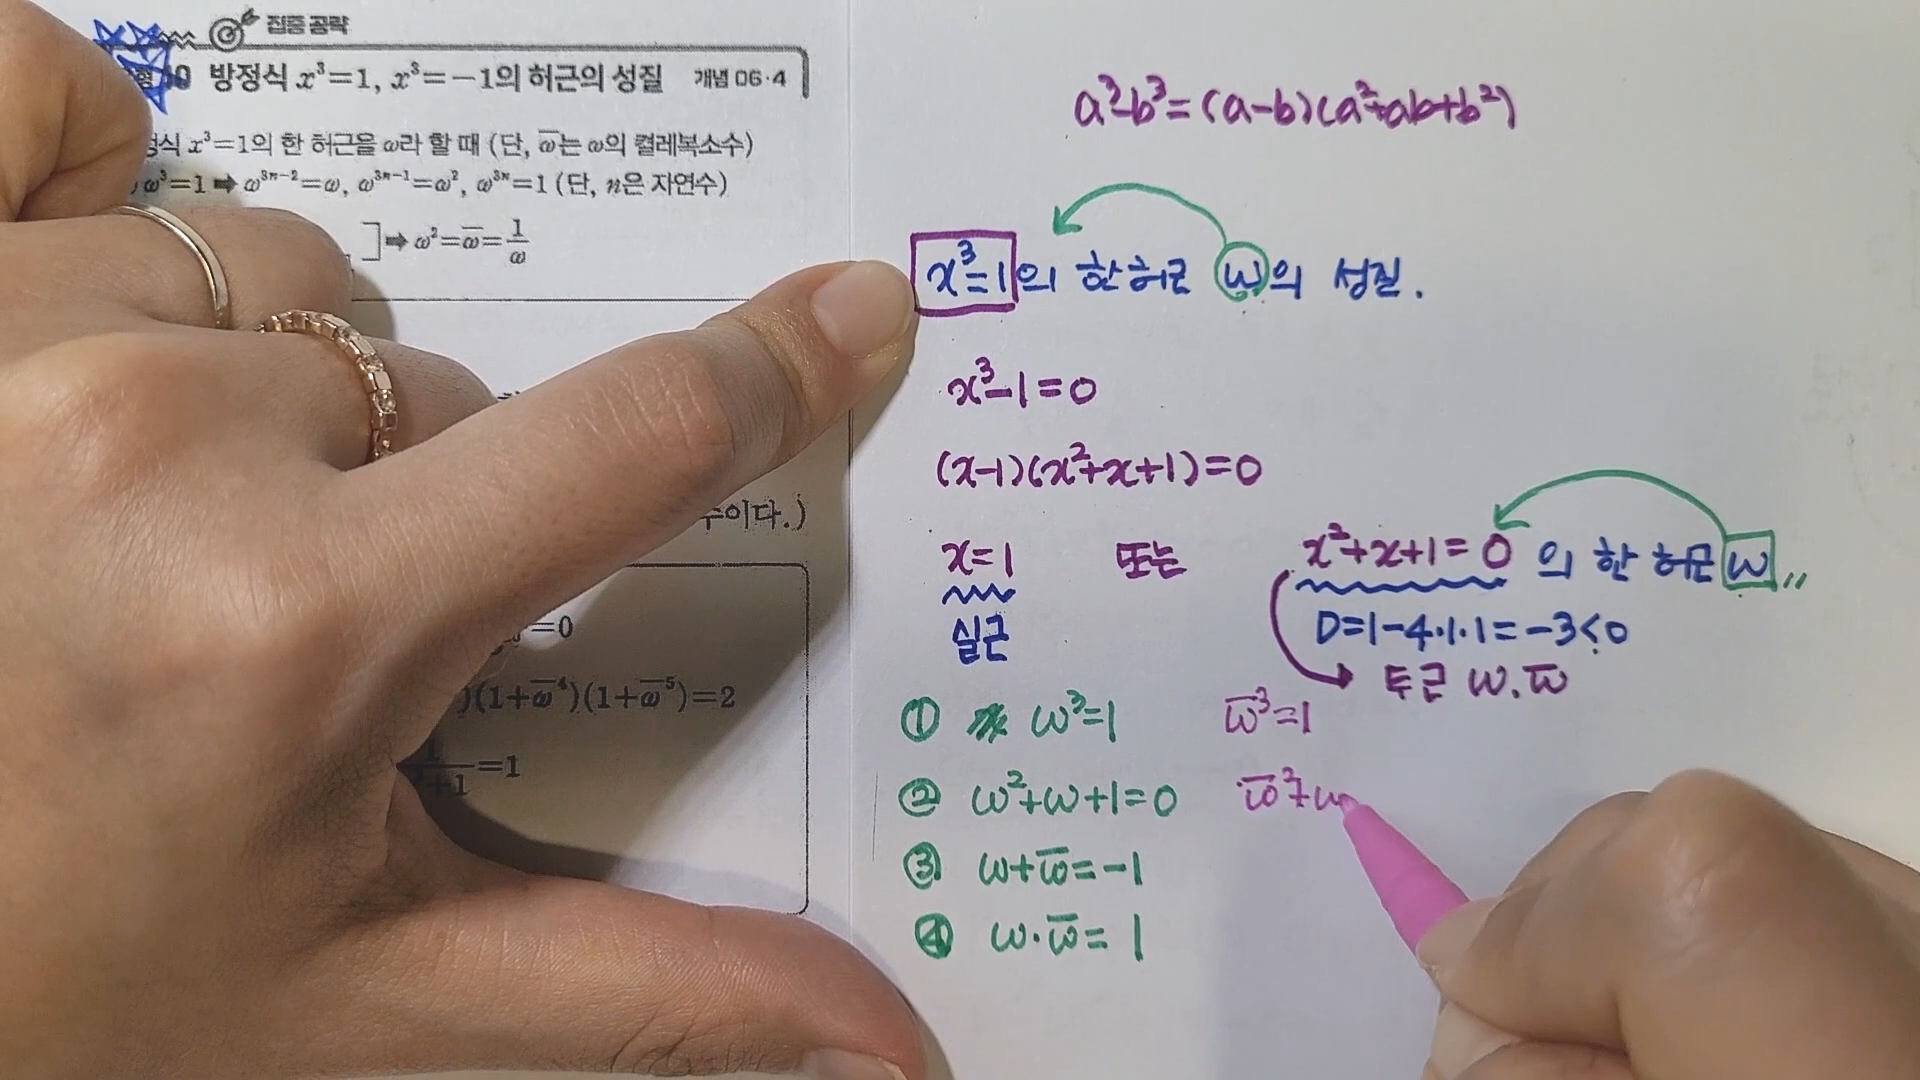 집중 공략
10 방정식 x³=1, x³=−1의 허근의 성질 개념 06·4
x³=1의 한 허근을 ω라 할 때 (단, ω̅는 ω의 켤레복소수)
ω³=1 ➡ ω³ⁿ⁻²=ω, ω³ⁿ⁻¹=ω², ω³ⁿ=1 (단, n은 자연수)
] ➡ ω²=ω̅=1/ω
이다.)
=0
)(1+ω̅⁴)(1+ω̅⁵)=2
+1 =1
a³-b³=(a-b)(a²+ab+b²)
x³=1의 한 허근 ω의 성질.
x³-1=0
(x-1)(x²+x+1)=0
x=1 또는 x²+x+1=0 의 한 허근 ω
실근 D=1-4·1·1=-3<0
두근 ω, ω̅
① ω³=1 ω̅³=1
② ω²+ω+1=0 ω̅²+ω
③ ω+ω̅=-1
④ ω·ω̅=1